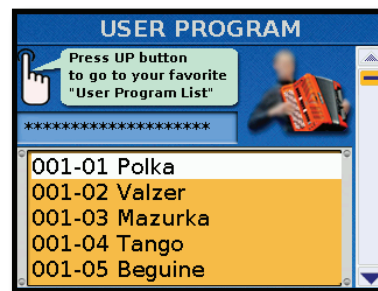 USER PROGRAM
Press UP button
to go to your favorite
"User Program List"
********************
001-01 Polka
001-02 Valzer
001-03 Mazurka
001-04 Tango
001-05 Beguine